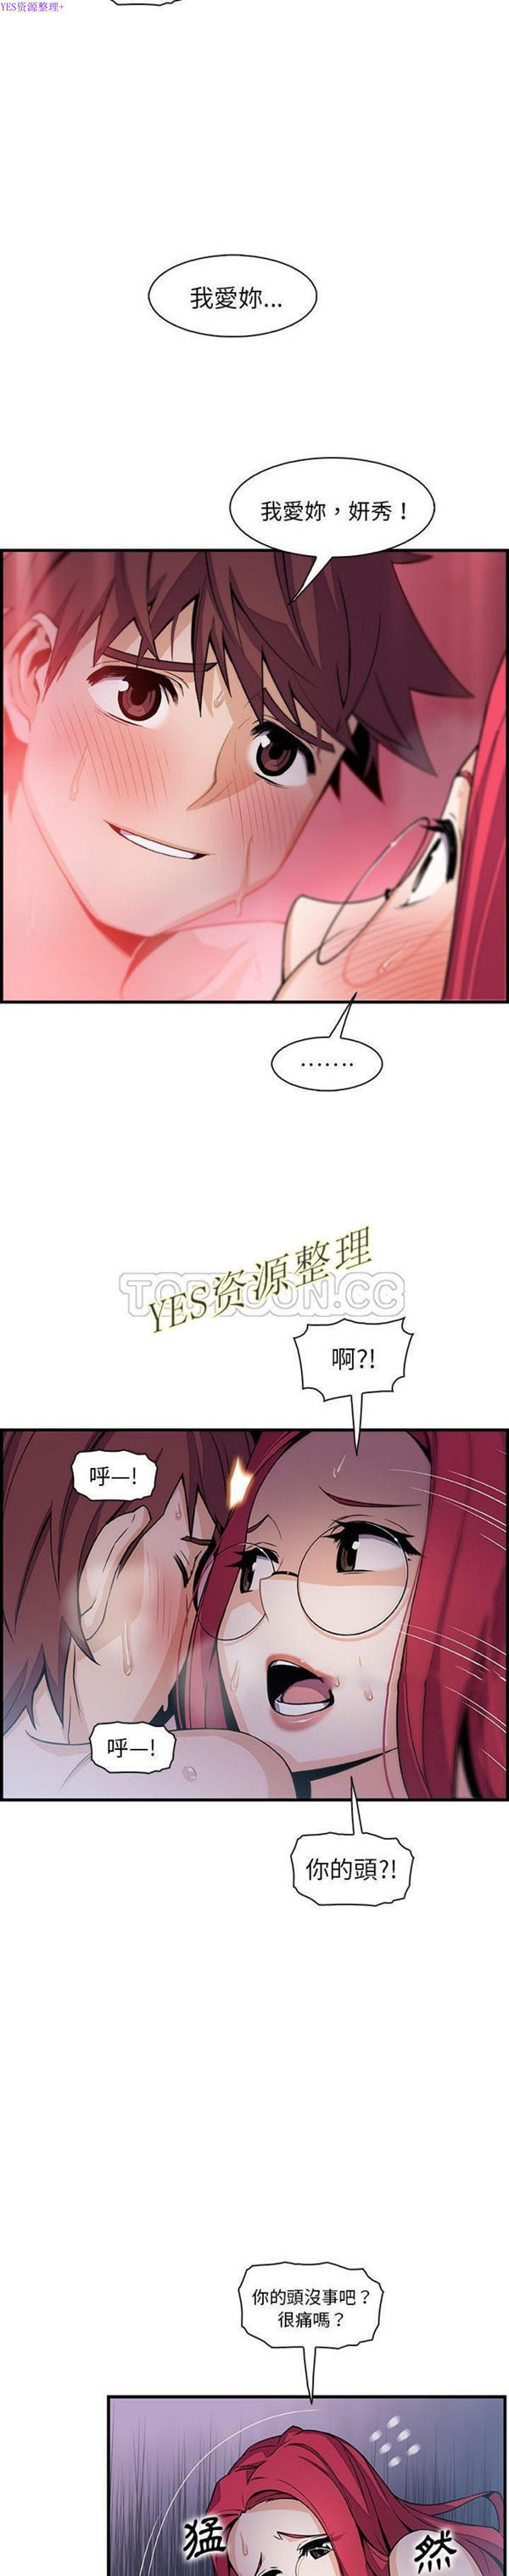 YES资源整理+
我愛妳...
我愛妳，妍秀！
.......
YES资源整理
TOPTOON.CC
啊?!
呼—!
呼—!
你的頭?!
你的頭沒事吧？
很痛嗎？
猛
然